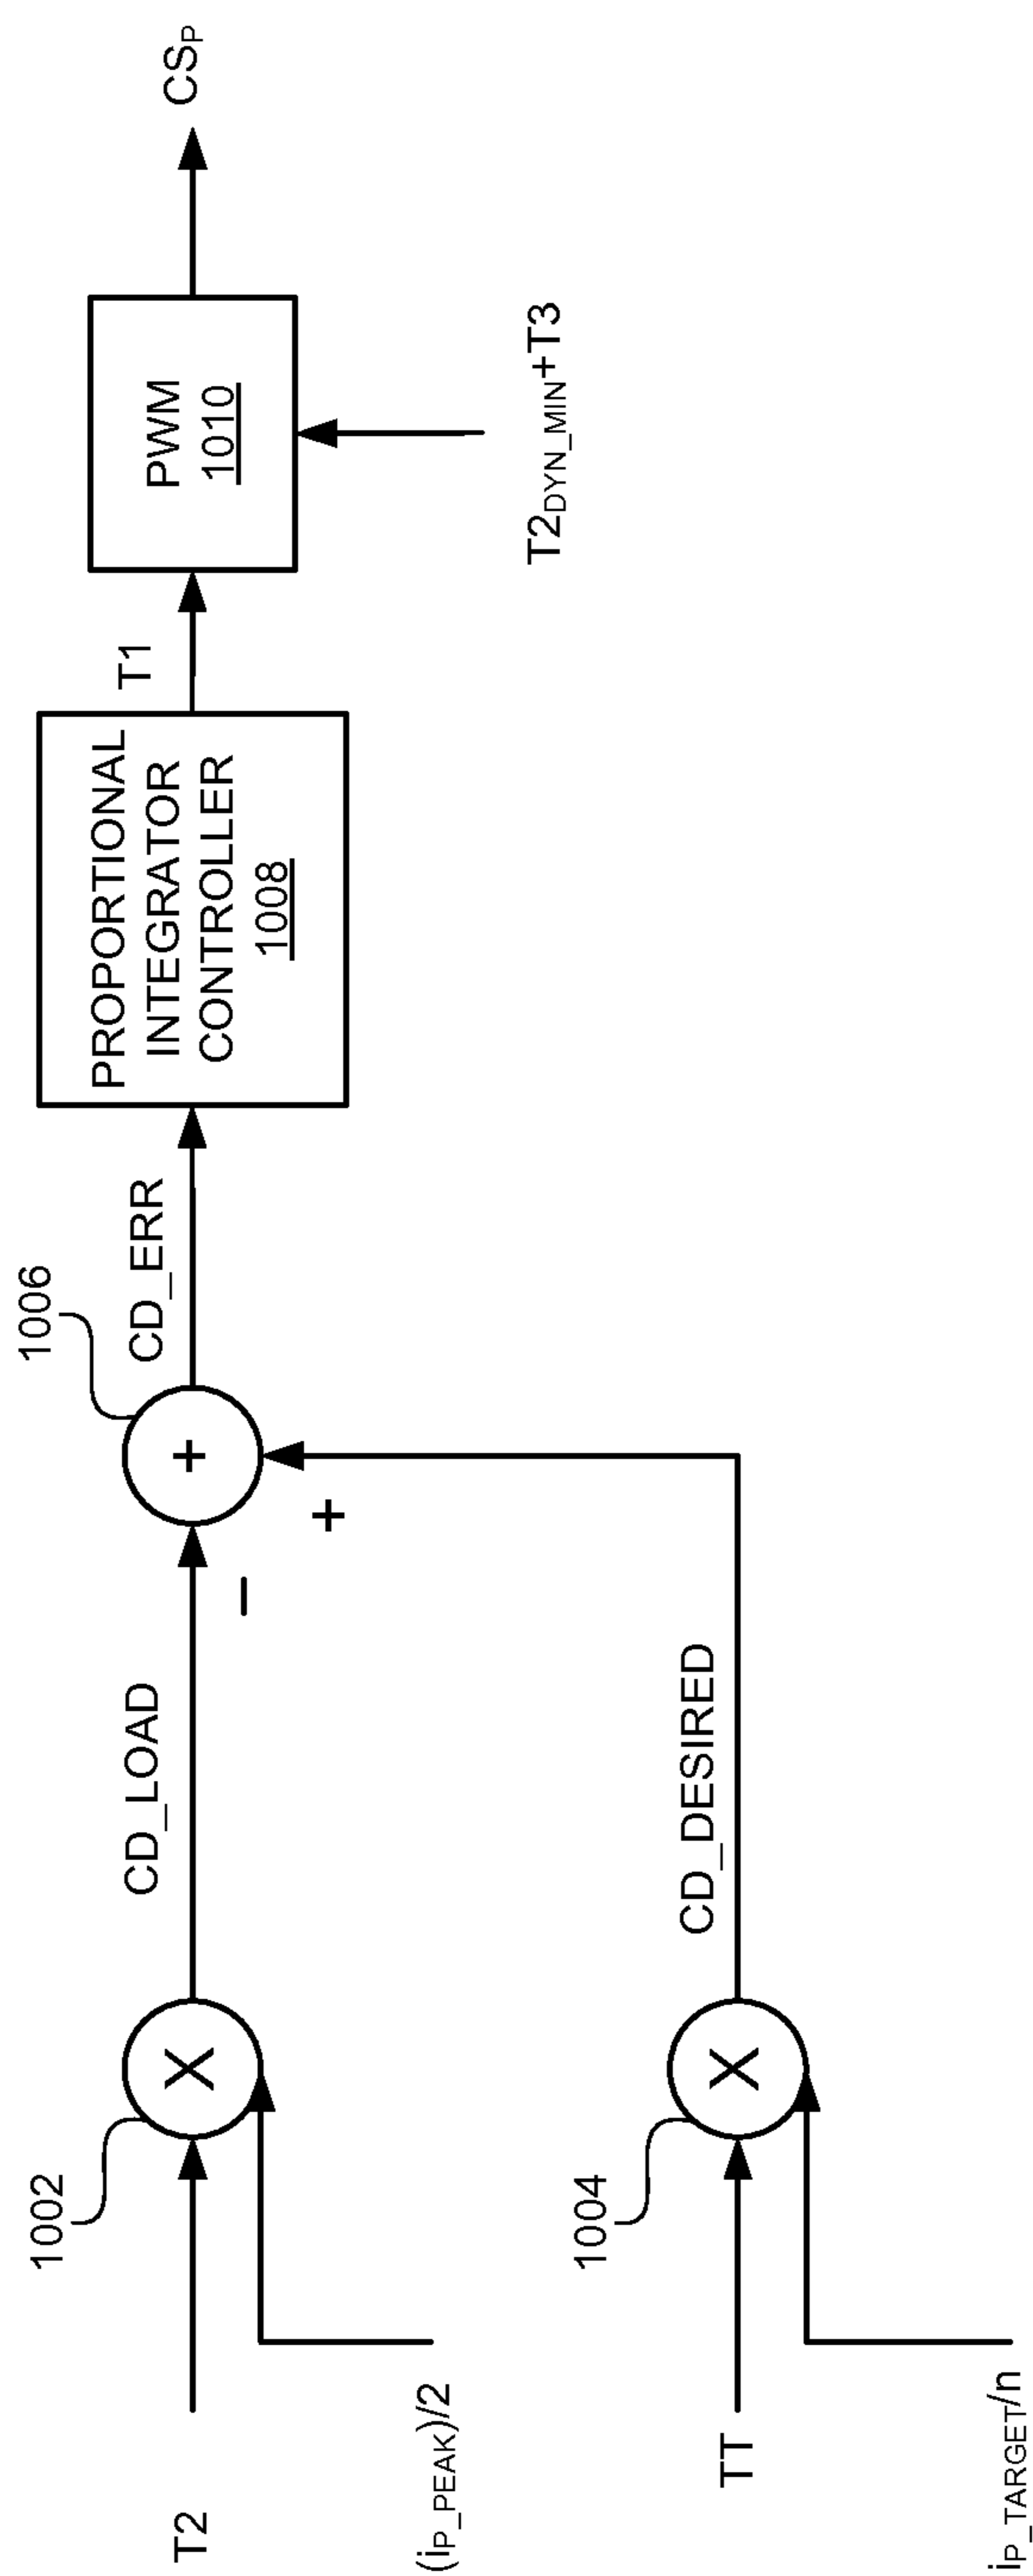 T2
(iP_PEAK)/2
1002
X
CD_LOAD
−
+
1006
+
CD_ERR
PROPORTIONAL
INTEGRATOR
CONTROLLER
1008
T1
PWM
1010
CSP
T2DYN_MIN+T3
TT
iP_TARGET/n
1004
X
CD_DESIRED